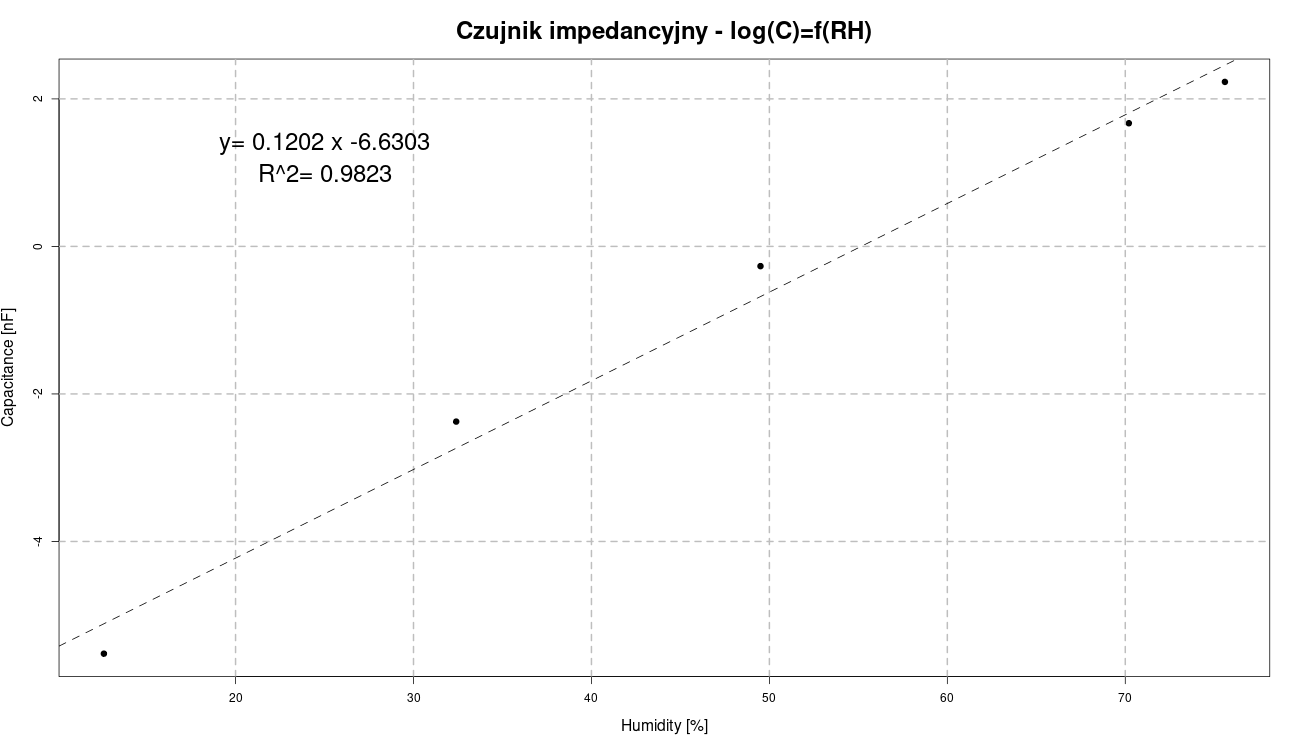 Czujnik impedancyjny - log(C)=f(RH)
y= 0.1202 x -6.6303
R^2= 0.9823
Capacitance [nF]
2
0
-2
-4
20 30 40 50 60 70
Humidity [%]